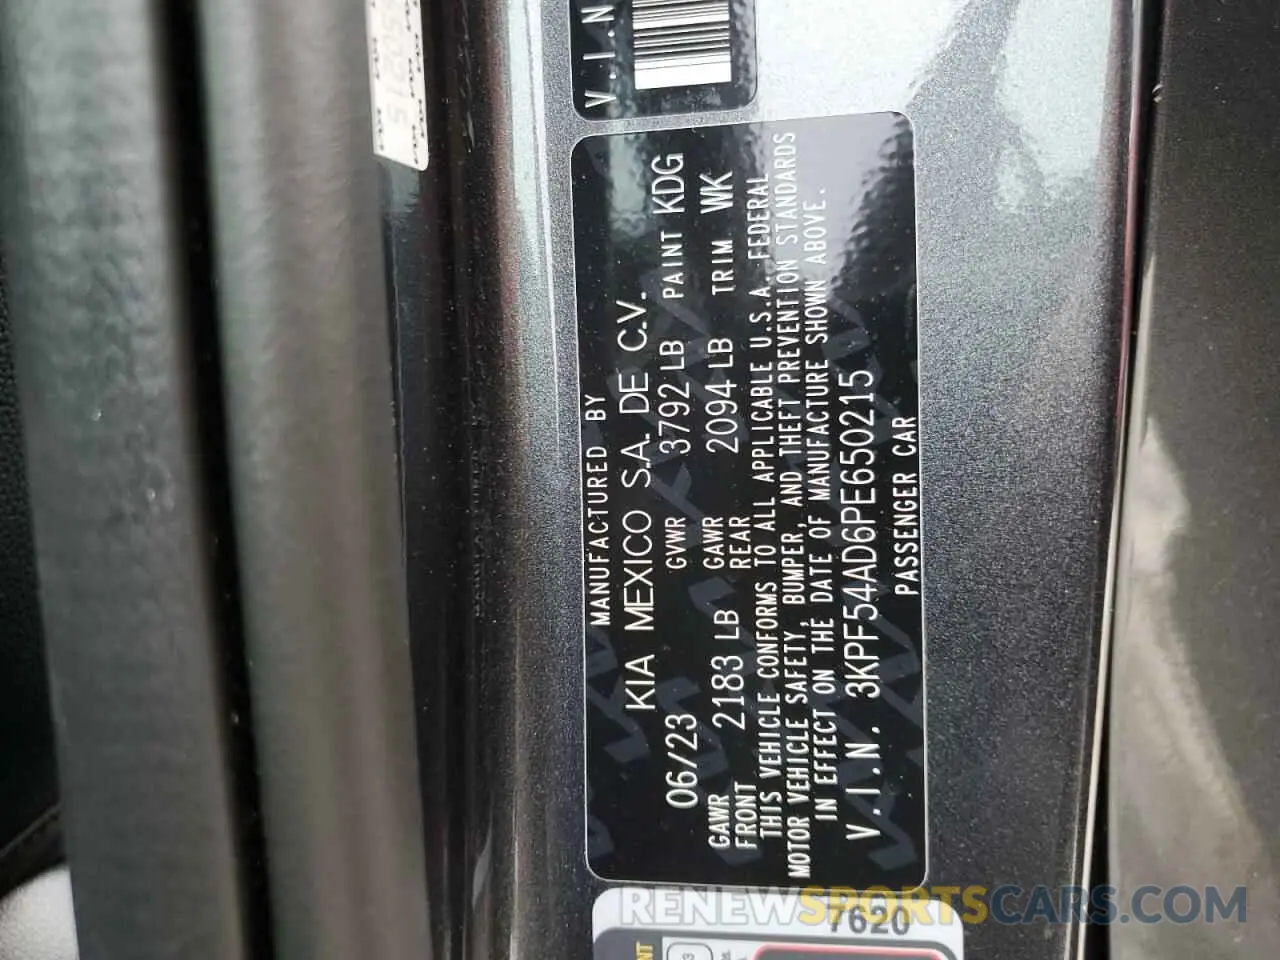 V.I.N
MANUFACTURED BY
KIA MEXICO S.A. DE C.V.
06/23 GVWR 3792 LB PAINT KDG
GAWR FRONT 2183 LB GAWR REAR 2094 LB TRIM WK
THIS VEHICLE CONFORMS TO ALL APPLICABLE U.S.A. FEDERAL
MOTOR VEHICLE SAFETY, BUMPER, AND THEFT PREVENTION STANDARDS
IN EFFECT ON THE DATE OF MANUFACTURE SHOWN ABOVE.
V.I.N. 3KPF54AD6PE650215
PASSENGER CAR
7620
RENEWSPORTSCARS.COM